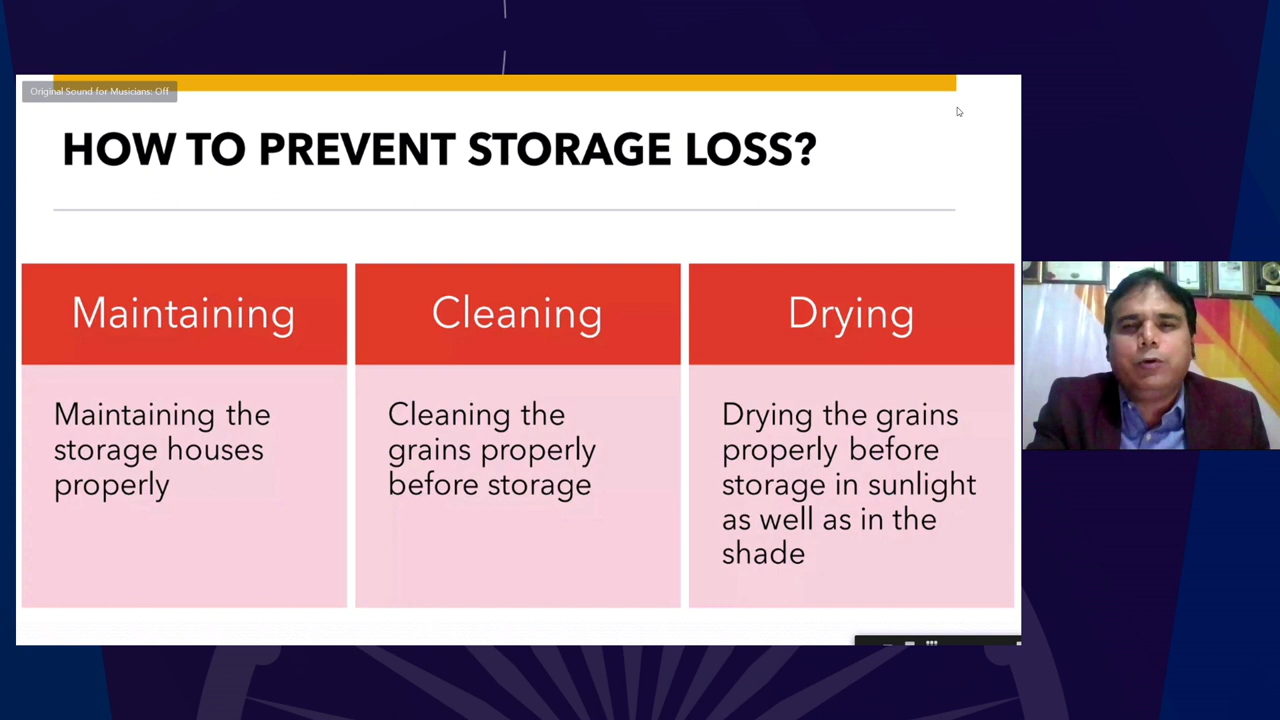 Original Sound for Musicians: Off
HOW TO PREVENT STORAGE LOSS?
Maintaining
Maintaining the
storage houses
properly
Cleaning
Cleaning the
grains properly
before storage
Drying
Drying the grains
properly before
storage in sunlight
as well as in the
shade